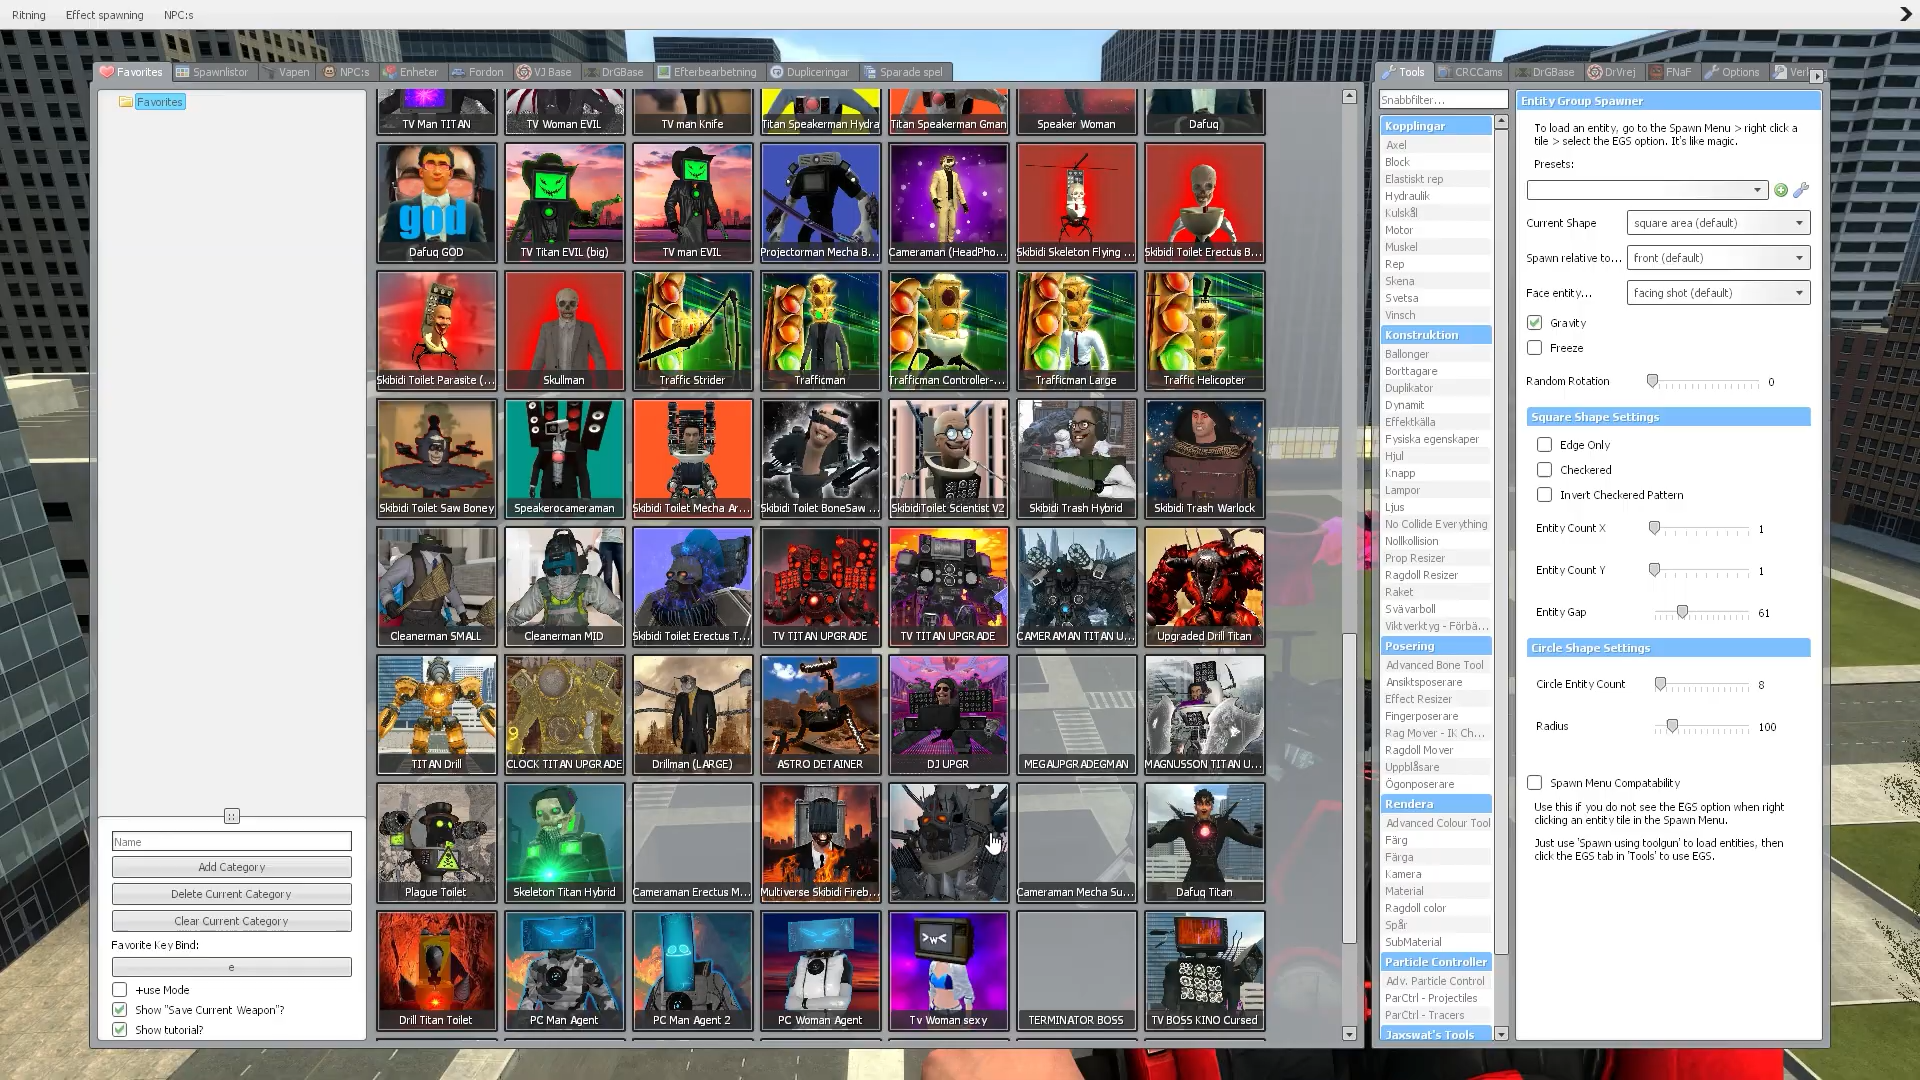 Ritning
Effect spawning
NPC:s
Favorites
Spawnlistor
Vapen
NPC:s
Enheter
Fordon
VJ Base
DrGBase
Efterbearbetning
Dupliceringar
Sparade spel
Tools
CRCCams
DrGBase
DrVrej
FNaF
Options
Favorites
TV Man TITAN
TV Woman EVIL
TV man Knife
Titan Speakerman Hydra
Titan Speakerman Gman
Speaker Woman
Dafuq
god
Dafuq GOD
TV Titan EVIL (big)
TV man EVIL
Projectorman Mecha B...
Cameraman (HeadPho...
Skibidi Skeleton Flying ...
Skibidi Toilet Erectus B...
Skibidi Toilet Parasite (...
Skullman
Traffic Strider
Trafficman
Trafficman Controller-...
Trafficman Large
Traffic Helicopter
Skibidi Toilet Saw Boney
Speakerocameraman
Skibidi Toilet Mecha Ar...
Skibidi Toilet BoneSaw ...
SkibidiToilet Scientist V2
Skibidi Trash Hybrid
Skibidi Trash Warlock
Cleanerman SMALL
Cleanerman MID
Skibidi Toilet Erectus T...
TV TITAN UPGRADE
TV TITAN UPGRADE
CAMERAMAN TITAN U...
Upgraded Drill Titan
TITAN Drill
CLOCK TITAN UPGRADE
Drillman (LARGE)
ASTRO DETAINER
DJ UPGR
MEGAUPGRADEGMAN
MAGNUSSON TITAN U...
Plague Toilet
Skeleton Titan Hybrid
Cameraman Erectus M...
Multiverse Skibidi Fireb...
Cameraman Mecha Su...
Dafuq Titan
>w<
Drill Titan Toilet
PC Man Agent
PC Man Agent 2
PC Woman Agent
Tv Woman sexy
TERMINATOR BOSS
TV BOSS KINO Cursed
Name
Add Category
Delete Current Category
Clear Current Category
Favorite Key Bind:
e
+use Mode
Show "Save Current Weapon"?
Show tutorial?
Snabbfilter...
Kopplingar
Axel
Block
Elastiskt rep
Hydraulik
Kulskål
Motor
Muskel
Rep
Skena
Svetsa
Vinsch
Konstruktion
Ballonger
Borttagare
Duplikator
Dynamit
Effektkälla
Fysiska egenskaper
Hjul
Knapp
Lampor
Ljus
No Collide Everything
Nollkollision
Prop Resizer
Ragdoll Resizer
Raket
Svävarboll
Viktverktyg - Förbä...
Posering
Advanced Bone Tool
Ansiktsposerare
Effect Resizer
Fingerposerare
Rag Mover - IK Ch...
Ragdoll Mover
Uppblåsare
Ögonposerare
Rendera
Advanced Colour Tool
Färg
Färga
Kamera
Material
Ragdoll color
Spår
SubMaterial
Particle Controller
Adv. Particle Control
ParCtrl - Projectiles
ParCtrl - Tracers
Jaxswat's Tools
Entity Group Spawner
To load an entity, go to the Spawn Menu > right click a
tile > select the EGS option. It's like magic.
Presets:
Current Shape
square area (default)
Spawn relative to...
front (default)
Face entity...
facing shot (default)
Gravity
Freeze
Random Rotation
0
Square Shape Settings
Edge Only
Checkered
Invert Checkered Pattern
Entity Count X
1
Entity Count Y
1
Entity Gap
61
Circle Shape Settings
Circle Entity Count
8
Radius
100
Spawn Menu Compatability
Use this if you do not see the EGS option when right
clicking an entity tile in the Spawn Menu.
Just use 'Spawn using toolgun' to load entities, then
click the EGS tab in 'Tools' to use EGS.